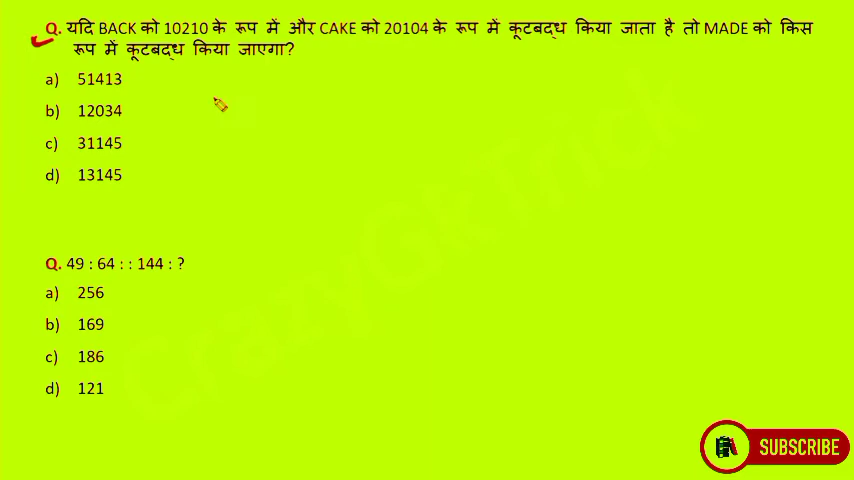 Q. यदि BACK को 10210 के रूप में और CAKE को 20104 के रूप में कूटबद्ध किया जाता है तो MADE को किस
रूप में कूटबद्ध किया जाएगा?
a) 51413
b) 12034
c) 31145
d) 13145
Q. 49 : 64 : : 144 : ?
a) 256
b) 169
c) 186
d) 121
CrazyGkTrick
SUBSCRIBE